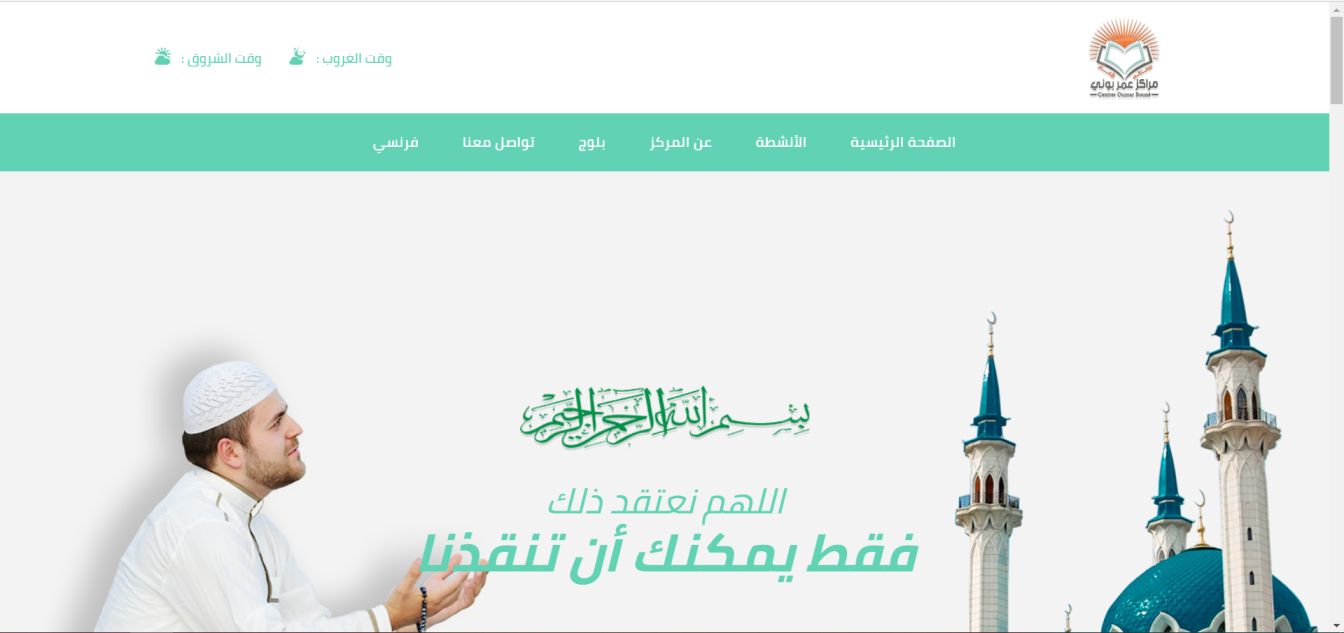 مراكز عمر بوني
Centres Oumar Bouni
وقت الغروب :
وقت الشروق :
الصفحة الرئيسية
الأنشطة
عن المركز
بلوج
تواصل معنا
فرنسي
بسم الله الرحمن الرحيم
اللهم نعتقد ذلك
فقط يمكنك أن تنقذنا